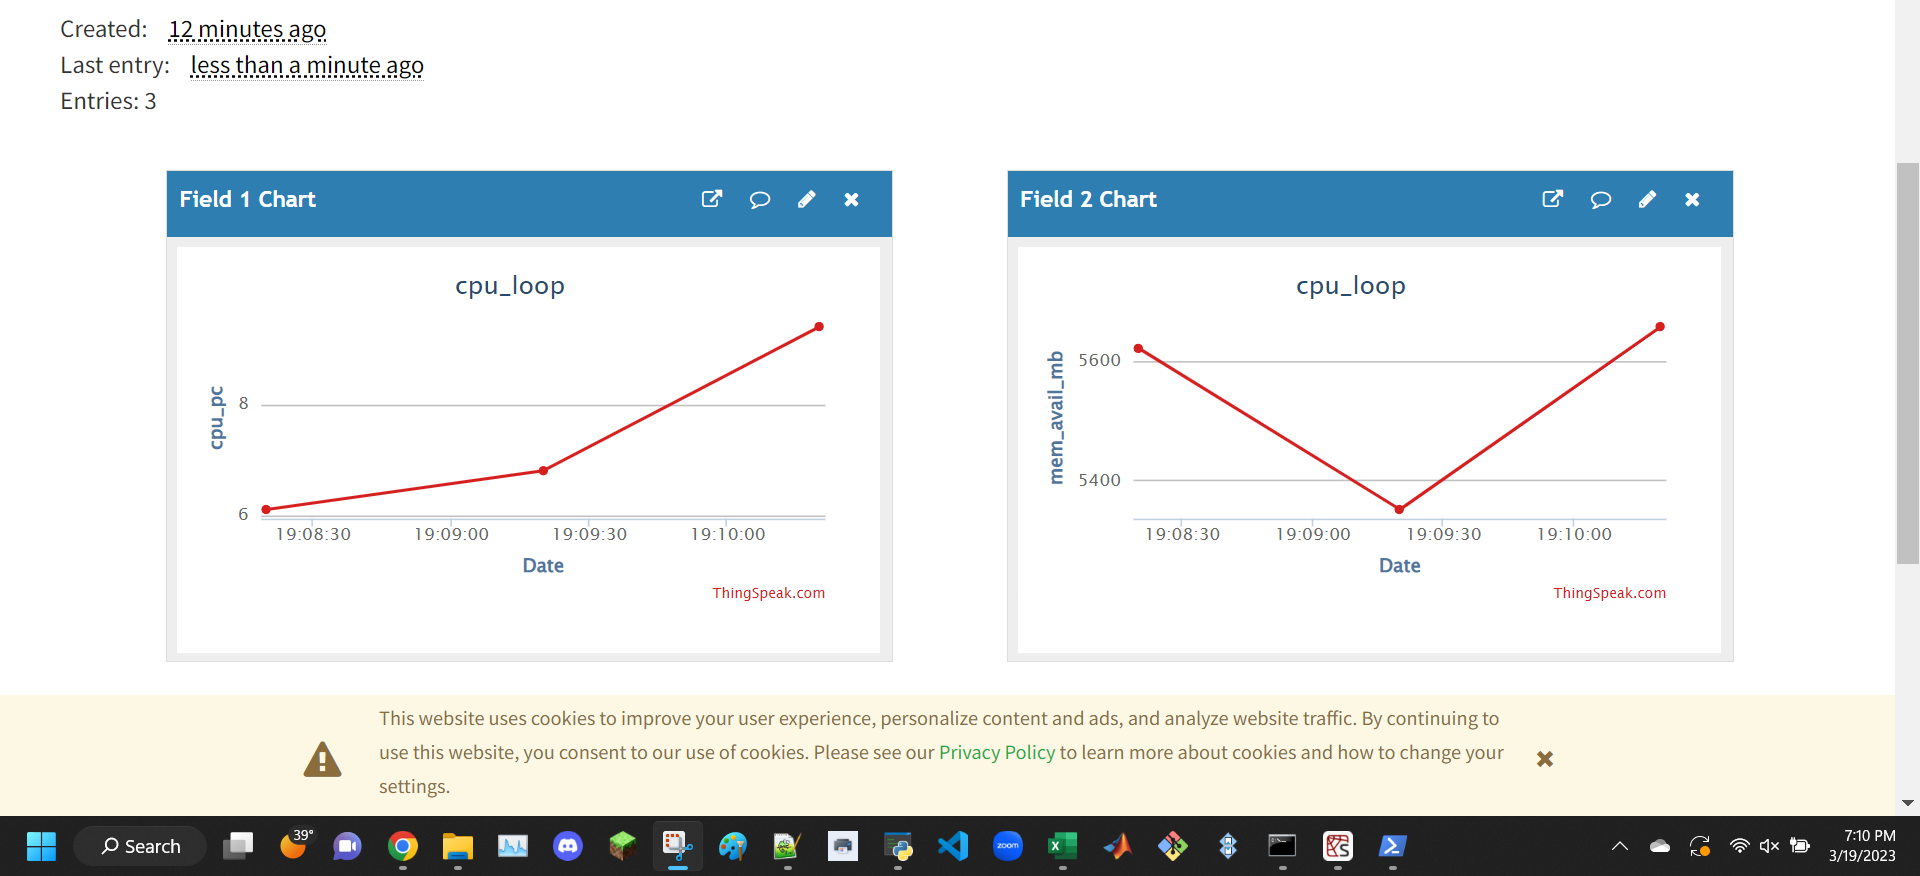 Created: 12 minutes ago
Last entry: less than a minute ago
Entries: 3
Field 1 Chart
cpu_loop
cpu_pc
8
6
19:08:30 19:09:00 19:09:30 19:10:00
Date
ThingSpeak.com
Field 2 Chart
cpu_loop
mem_avail_mb
5600
5400
19:08:30 19:09:00 19:09:30 19:10:00
Date
ThingSpeak.com
This website uses cookies to improve your user experience, personalize content and ads, and analyze website traffic. By continuing to
use this website, you consent to our use of cookies. Please see our Privacy Policy to learn more about cookies and how to change your
settings.
Search
39°
zoom
7:10 PM
3/19/2023